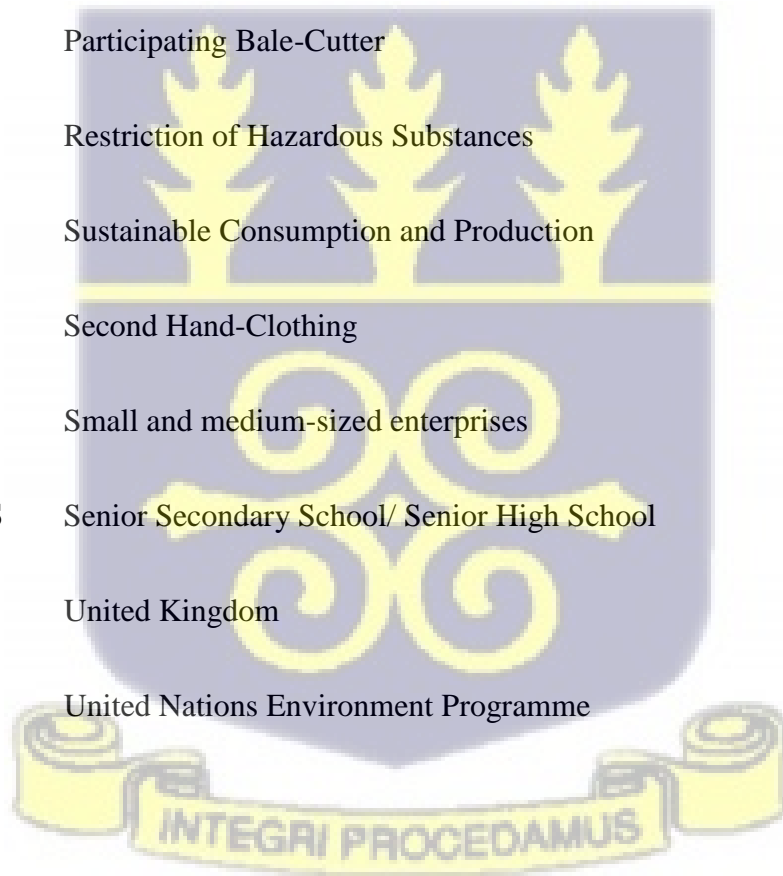 Participating Bale-Cutter
Restriction of Hazardous Substances
Sustainable Consumption and Production
Second Hand-Clothing
Small and medium-sized enterprises
Senior Secondary School/ Senior High School
United Kingdom
United Nations Environment Programme
INTEGRI PROCEDAMUS